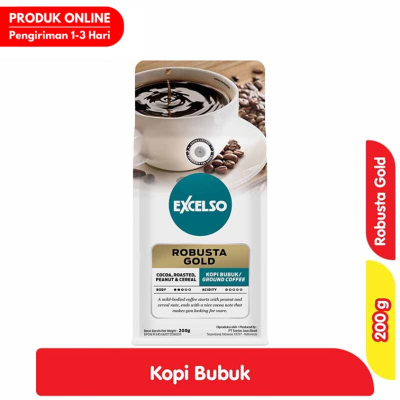 PRODUK ONLINE
Pengiriman 1-3 Hari
EXCELSO
ROBUSTA
GOLD
COCOA, ROASTED,
PEANUT & CEREAL
KOPI BUBUK/
GROUND COFFEE
BODY
ACIDITY
A mild-bodied coffee starts with peanut and
cereal note, ends with a nice cocoa note that
makes you looking for more.
200g
Kopi Bubuk
Robusta Gold
200g